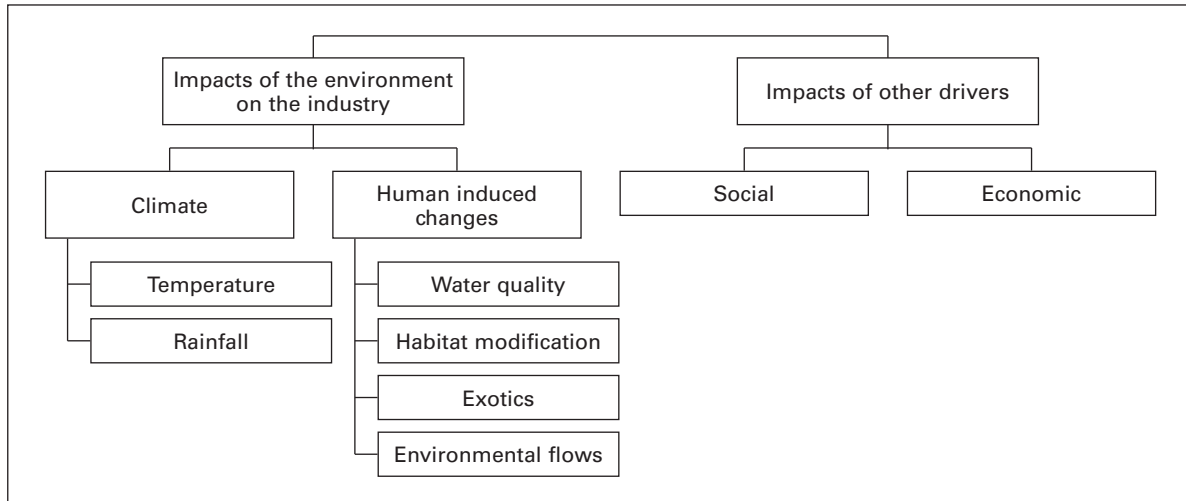 Impacts of the environment
on the industry
Impacts of other drivers
Climate
Human induced
changes
Social
Economic
Temperature
Water quality
Rainfall
Habitat modification
Exotics
Environmental flows